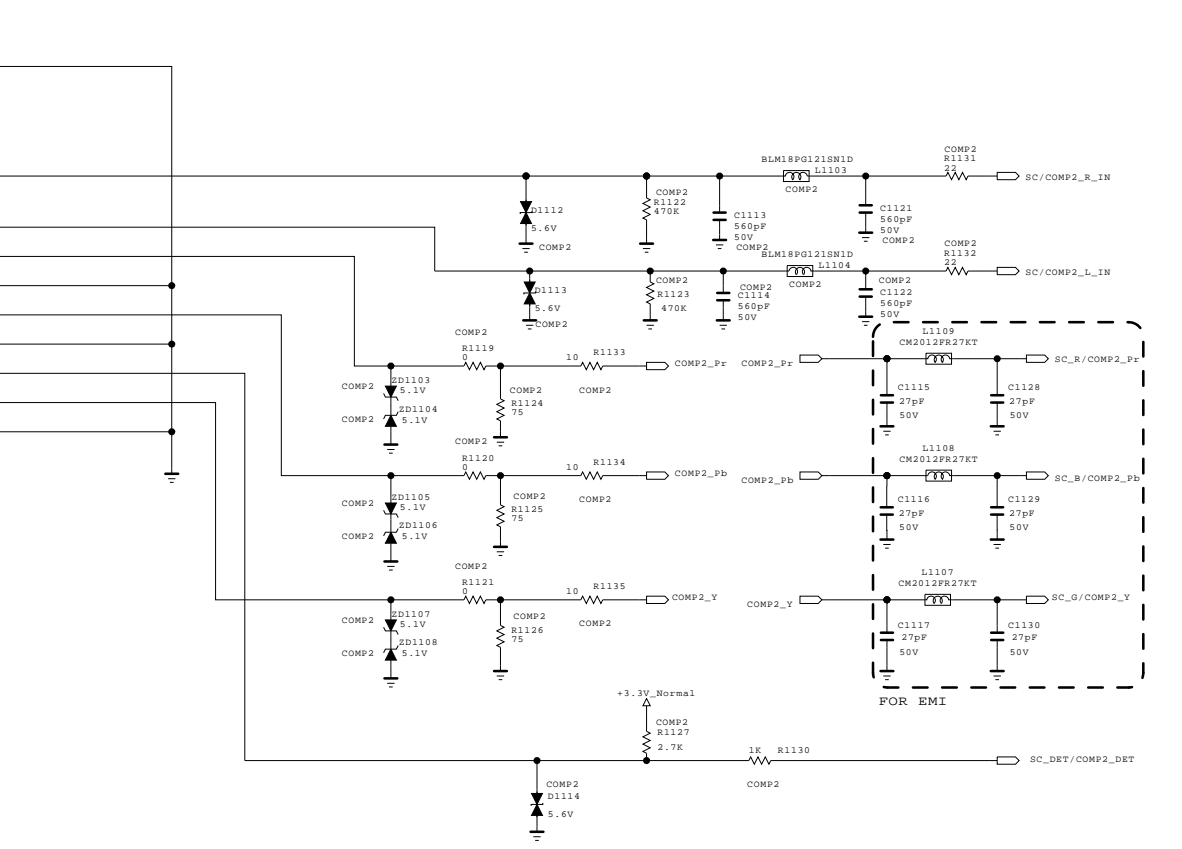 COMP2
R1131
22
BLM18PG121SN1D
L1103
COMP2
SC/COMP2_R_IN
D1112
5.6V
COMP2
COMP2
R1122
470K
C1113
560pF
50V
COMP2
C1121
560pF
50V
COMP2
COMP2
R1132
22
BLM18PG121SN1D
L1104
COMP2
SC/COMP2_L_IN
D1113
5.6V
COMP2
COMP2
R1123
470K
COMP2
C1114
560pF
50V
COMP2
C1122
560pF
50V
COMP2
R1119
0
10
R1133
COMP2
COMP2_Pr
COMP2_Pr
L1109
CM2012FR27KT
SC_R/COMP2_Pr
COMP2
ZD1103
5.1V
COMP2
ZD1104
5.1V
COMP2
R1124
75
C1115
27pF
50V
C1128
27pF
50V
COMP2
R1120
0
10
R1134
COMP2
COMP2_Pb
COMP2_Pb
L1108
CM2012FR27KT
SC_B/COMP2_Pb
COMP2
ZD1105
5.1V
COMP2
ZD1106
5.1V
COMP2
R1125
75
C1116
27pF
50V
C1129
27pF
50V
COMP2
R1121
0
10
R1135
COMP2
COMP2_Y
COMP2_Y
L1107
CM2012FR27KT
SC_G/COMP2_Y
COMP2
ZD1107
5.1V
COMP2
ZD1108
5.1V
COMP2
R1126
75
C1117
27pF
50V
C1130
27pF
50V
FOR EMI
+3.3V_Normal
COMP2
R1127
2.7K
1K
R1130
COMP2
SC_DET/COMP2_DET
COMP2
D1114
5.6V